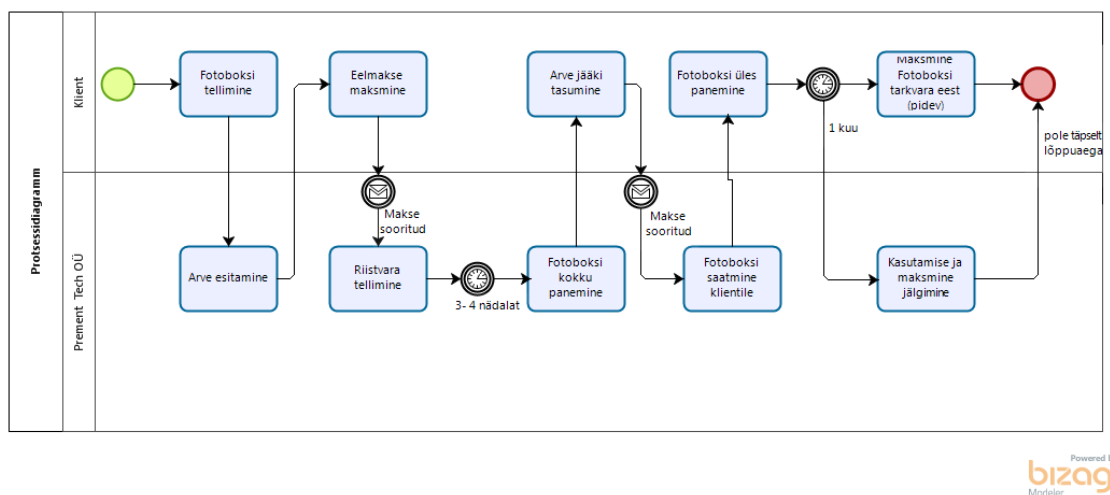 Protsessidiagramm
Klient
Fotoboksi
tellimine
Eelmakse
maksmine
Arve jääki
tasumine
Fotoboksi üles
panemine
1 kuu
Maksmine
Fotoboksi
tarkvara eest
(pidev)
pole täpselt
lõppuaega
Prement Tech OÜ
Arve esitamine
Makse
sooritud
Riistvara
tellimine
3- 4 nädalat
Fotoboksi
kokku
panemine
Makse
sooritud
Fotoboksi
saatmine
klientile
Kasutamise ja
maksmine
jälgimine
Powered
bizag
Modeler